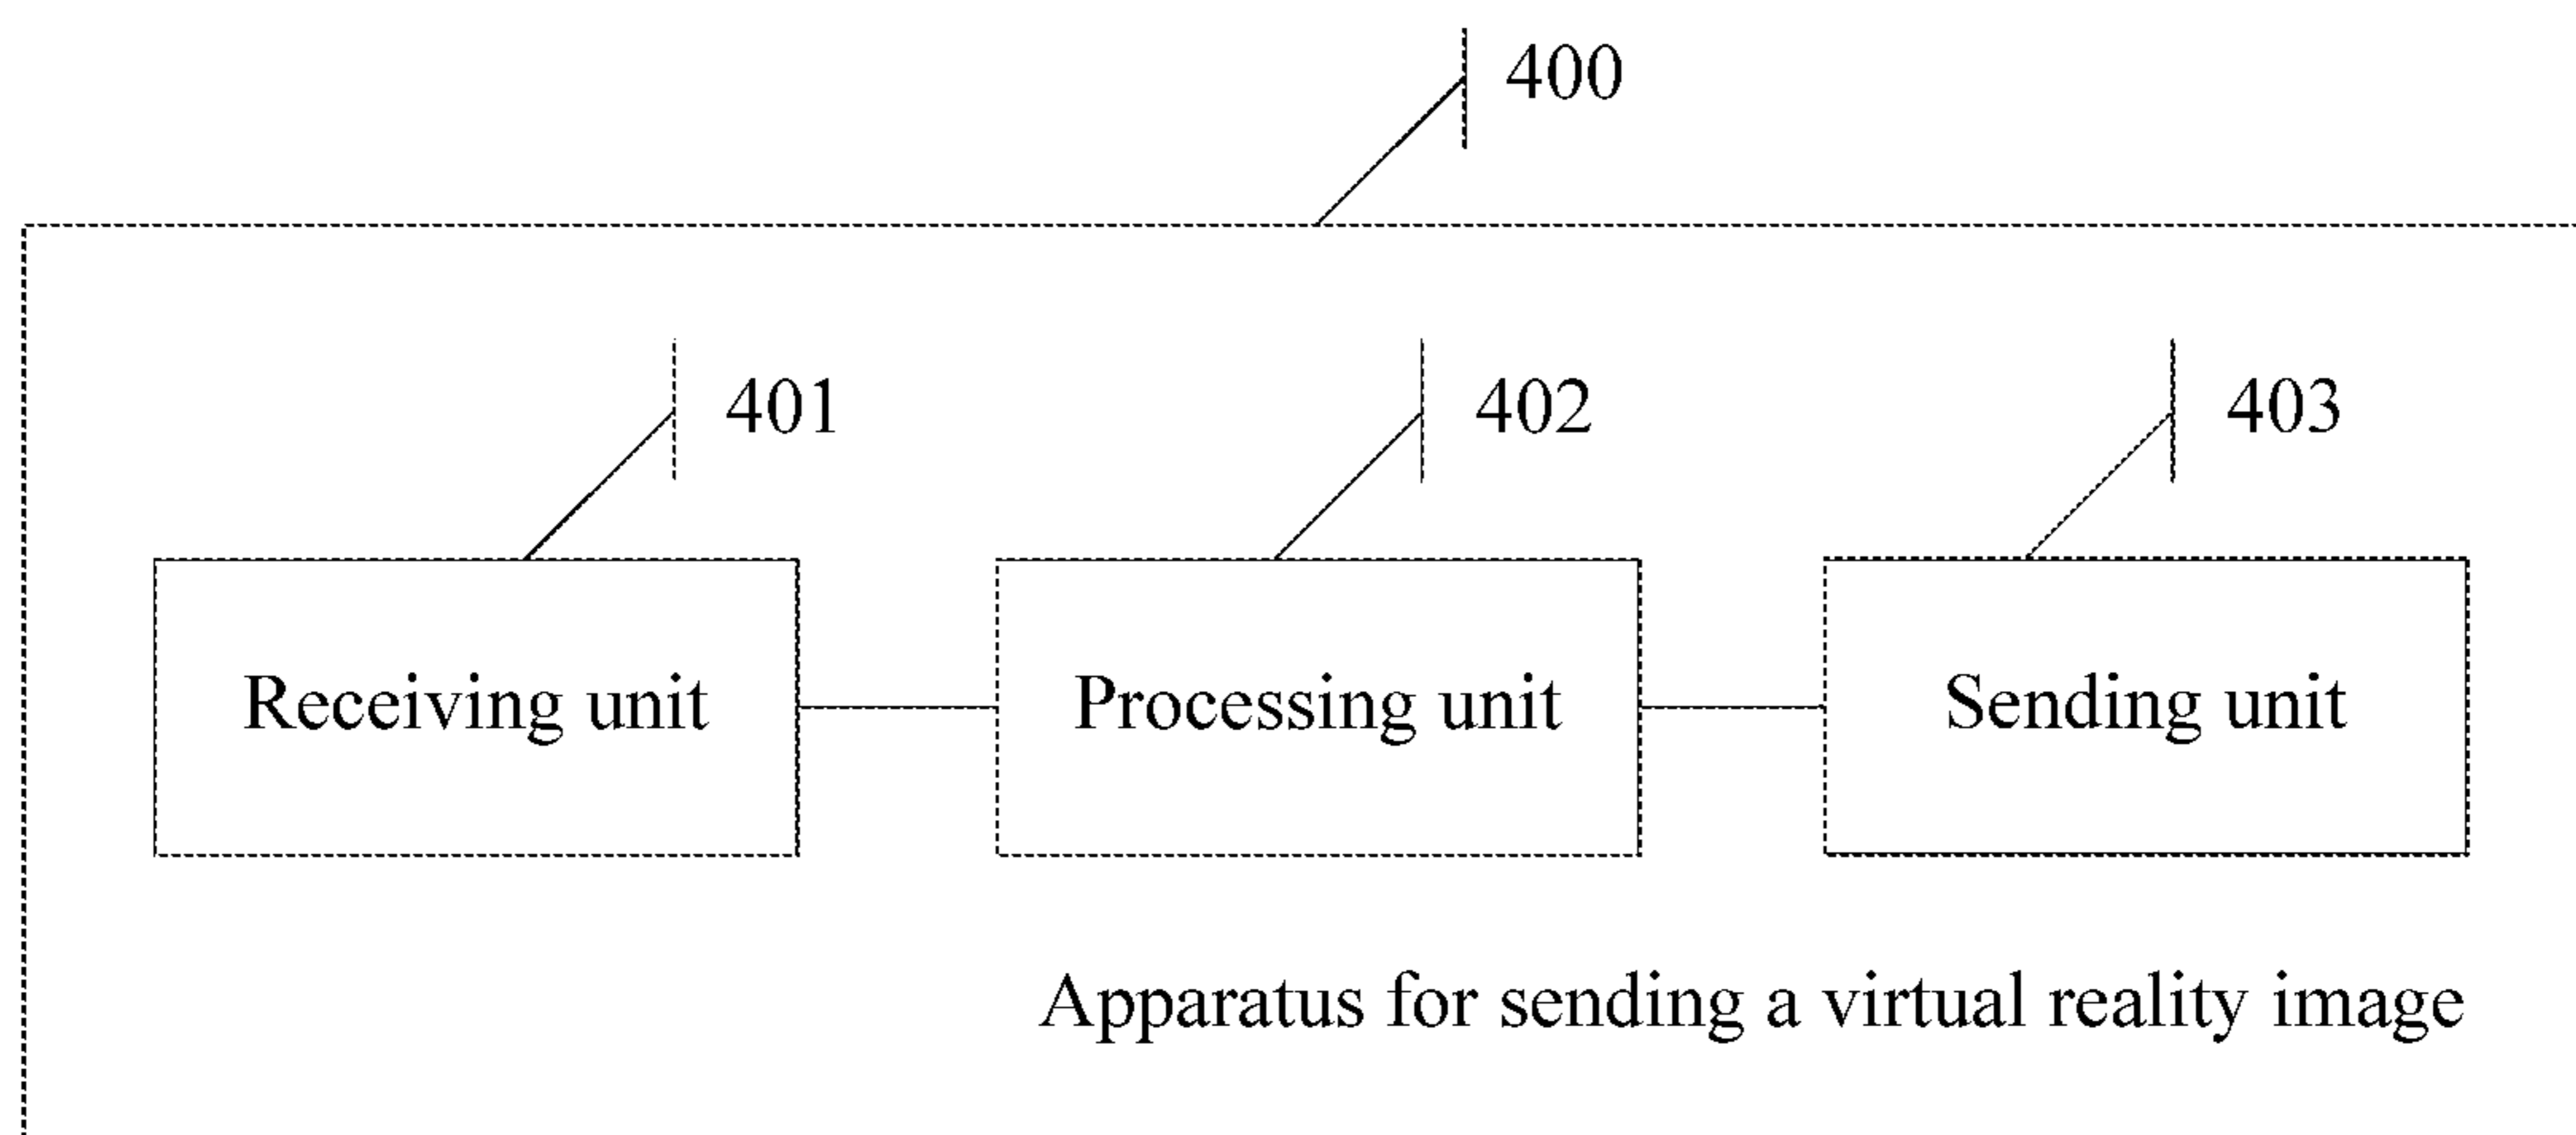 400
401
402
403
Receiving unit
Processing unit
Sending unit
Apparatus for sending a virtual reality image